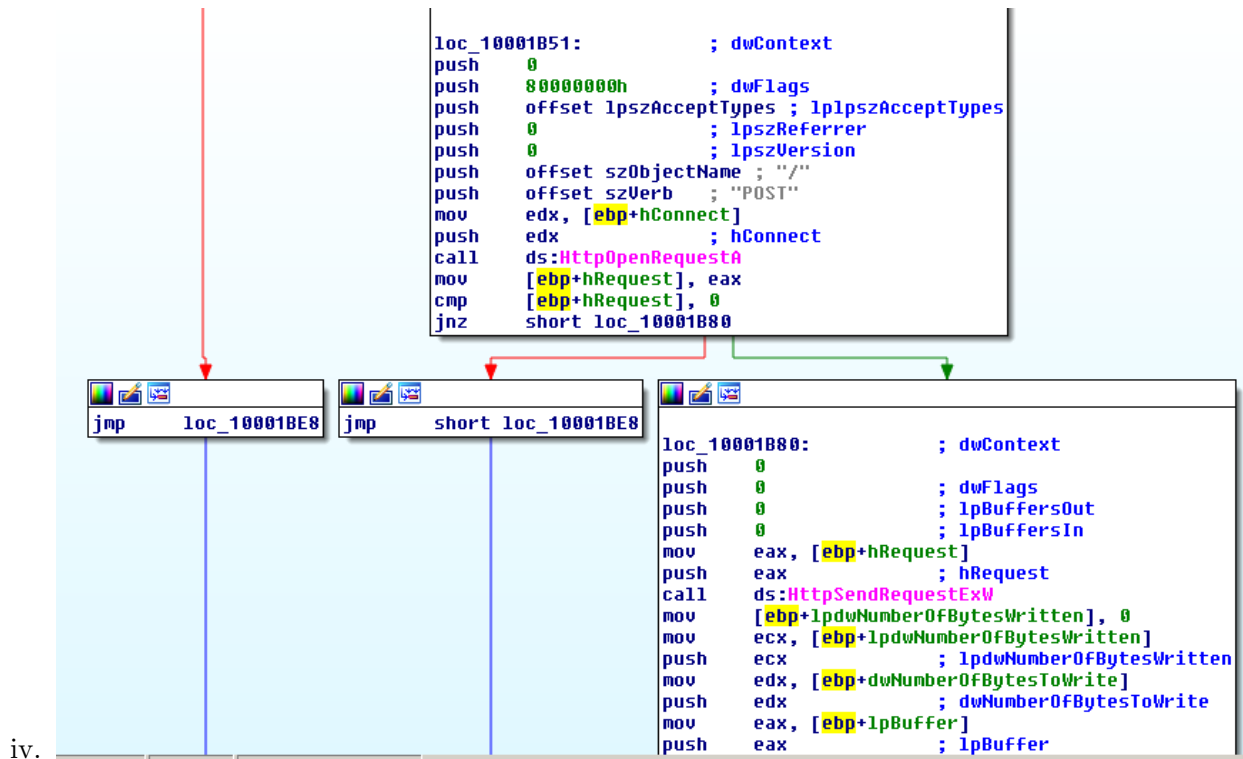 loc_10001B51: ; dwContext
push 0
push 80000000h ; dwFlags
push offset lpszAcceptTypes ; lplpszAcceptTypes
push 0 ; lpszReferrer
push 0 ; lpszVersion
push offset szObjectName ; "/"
push offset szVerb ; "POST"
mov edx, [ebp+hConnect]
push edx ; hConnect
call ds:HttpOpenRequestA
mov [ebp+hRequest], eax
cmp [ebp+hRequest], 0
jnz short loc_10001B80
jmp loc_10001BE8
jmp short loc_10001BE8
loc_10001B80: ; dwContext
push 0
push 0 ; dwFlags
push 0 ; lpBuffersOut
push 0 ; lpBuffersIn
mov eax, [ebp+hRequest]
push eax ; hRequest
call ds:HttpSendRequestExW
mov [ebp+lpdwNumberOfBytesWritten], 0
mov ecx, [ebp+lpdwNumberOfBytesWritten]
push ecx ; lpdwNumberOfBytesWritten
mov edx, [ebp+dwNumberOfBytesToWrite]
push edx ; dwNumberOfBytesToWrite
mov eax, [ebp+lpBuffer]
push eax ; lpBuffer
iv.